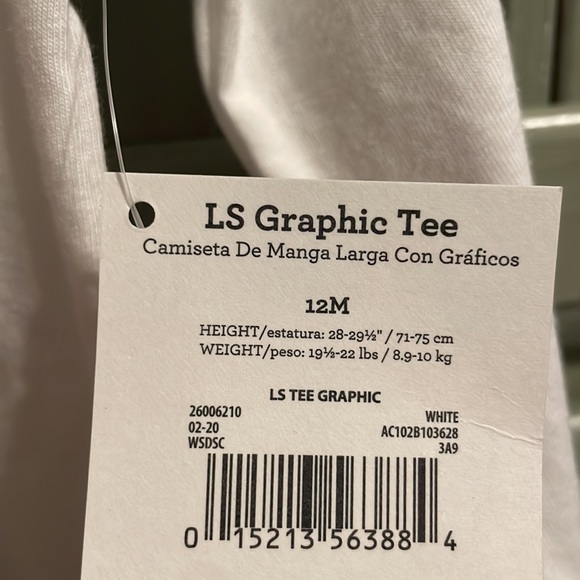 LS Graphic Tee
Camiseta De Manga Larga Con Gráficos
12M
HEIGHT/estatura: 28-29½" / 71-75 cm
WEIGHT/peso: 19½-22 lbs / 8.9-10 kg
LS TEE GRAPHIC
26006210 WHITE
02-20 AC102B103628
WSDSC 3A9
0 15213 56388 4